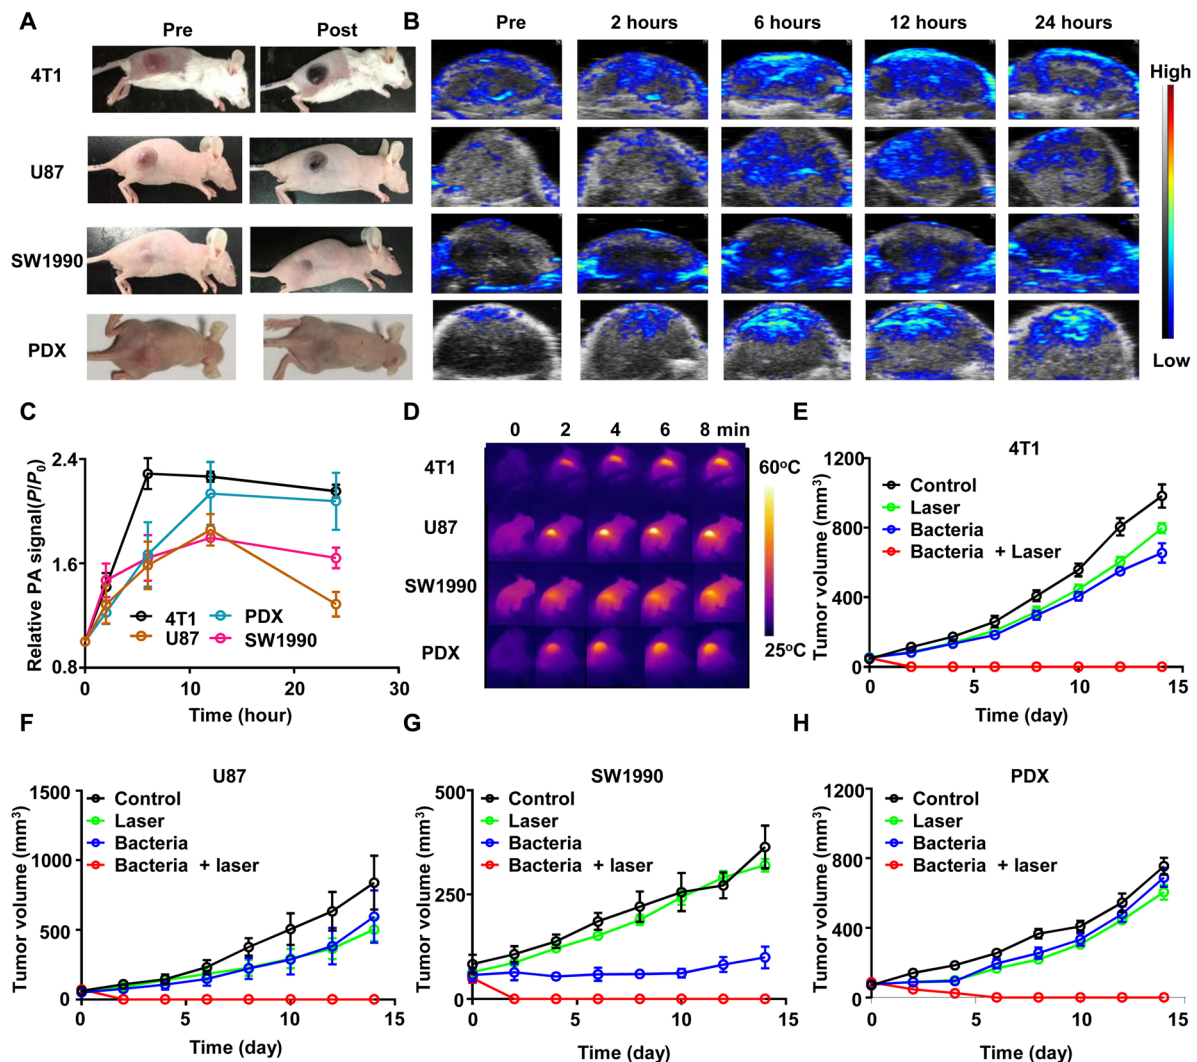 A
Pre
Post
4T1
U87
SW1990
PDX
B
Pre
2 hours
6 hours
12 hours
24 hours
High
Low
C
Relative PA signal(P/P0)
2.4
1.6
0.8
0
10
20
30
Time (hour)
4T1
U87
PDX
SW1990
D
0
2
4
6
8 min
4T1
U87
SW1990
PDX
60°C
25°C
E
4T1
Tumor volume (mm³)
1200
800
400
0
0
5
10
15
Time (day)
Control
Laser
Bacteria
Bacteria + Laser
F
U87
Tumor volume (mm³)
1500
1000
500
0
0
5
10
15
Time (day)
Control
Laser
Bacteria
Bacteria + laser
G
SW1990
Tumor volume (mm³)
500
250
0
0
5
10
15
Time (day)
Control
Laser
Bacteria
Bacteria + laser
H
PDX
Tumor volume (mm³)
1200
800
400
0
0
5
10
15
Time (day)
Control
Laser
Bacteria
Bacteria + laser